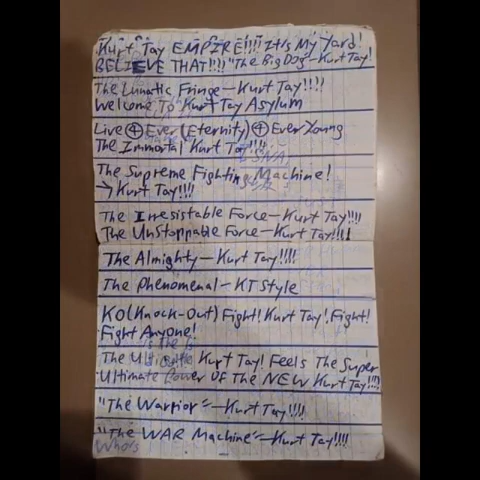 Kurt Tay EMPIRE!!!! It's My Yard!
BELIEVE THAT!!!! "The Big Dog"-Kurt Tay!
The Lunatic Fringe-Kurt Tay!!!!
Welcome To Kurt Tay Asylum
Live ④ Ever (Eternity) ④ Ever Young
The Immortal Kurt Tay!!!!
The Supreme Fighting Machine!
→ Kurt Tay!!!!
The Irresistable Force-Kurt Tay!!!!
The UnStoppable Force-Kurt Tay!!!!
The Almighty-Kurt Tay!!!!
The Phenomenal-KT Style
KO(Knock-Out) Fight! Kurt Tay! Fight!
Fight Anyone!
The Ultimate Kurt Tay! Feels The Super
Ultimate Power Of The NEW Kurt Tay!!!!
"The Warrior"-Kurt Tay!!!!
"The WAR Machine"-Kurt Tay!!!!
Who's